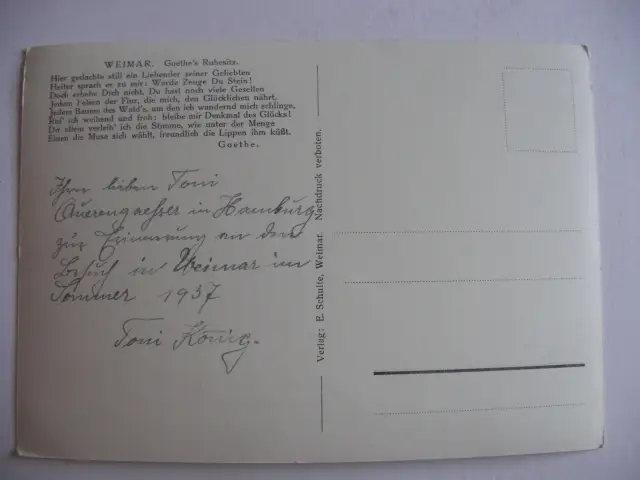 WEIMAR. Goethe's Ruhesitz.
Hier gedachte still ein Liebender seiner Geliebten
Heiter sprach er zu mir: Werde Zeuge Du Stein!
Doch erhebe Dich nicht. Du hast noch viele Gesellen
Jedem Felsen der Flur, die mich, den Glücklichen nährt,
Jedem Baume des Wald's, um den ich wandernd mich schlinge,
Ruf' ich weihend und froh: bleibe mir Denkmal des Glücks!
Dir allein verleih' ich die Stimme, wie unter der Menge
Einen die Muse sich wählt, freundlich die Lippen ihm küßt.
Goethe.
Ihrer lieben Toni
in Hamburg
zur Erinnerung an den
Besuch in Weimar im
Sommer 1937
Toni König.
Verlag: E. Schulte, Weimar. Nachdruck verboten.